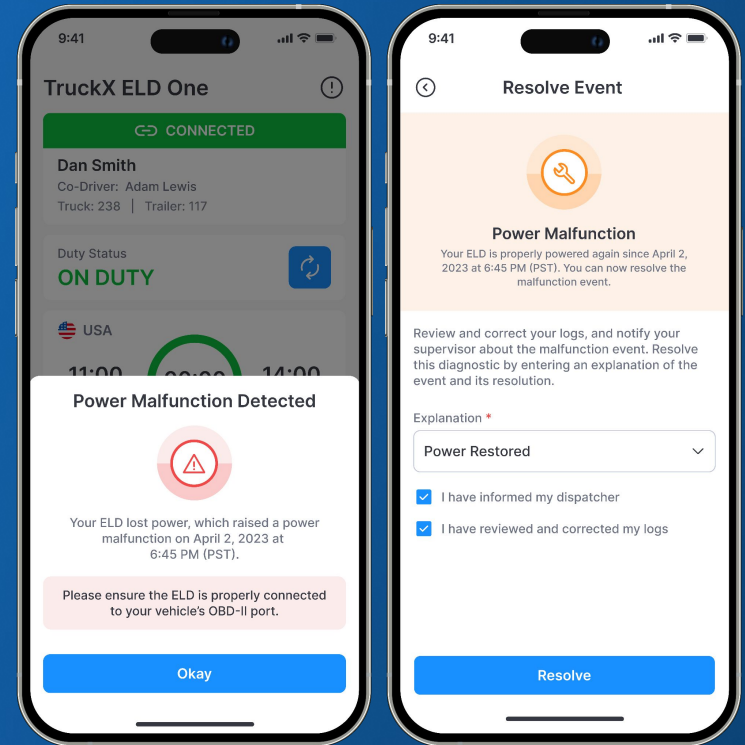 9:41
TruckX ELD One
CONNECTED
Dan Smith
Co-Driver: Adam Lewis
Truck: 238 | Trailer: 117
Duty Status
ON DUTY
USA
11:00 00:00 14:00
Power Malfunction Detected
Your ELD lost power, which raised a power
malfunction on April 2, 2023 at
6:45 PM (PST).
Please ensure the ELD is properly connected
to your vehicle's OBD-II port.
Okay
9:41
Resolve Event
Power Malfunction
Your ELD is properly powered again since April 2,
2023 at 6:45 PM (PST). You can now resolve the
malfunction event.
Review and correct your logs, and notify your
supervisor about the malfunction event. Resolve
this diagnostic by entering an explanation of the
event and its resolution.
Explanation *
Power Restored
I have informed my dispatcher
I have reviewed and corrected my logs
Resolve